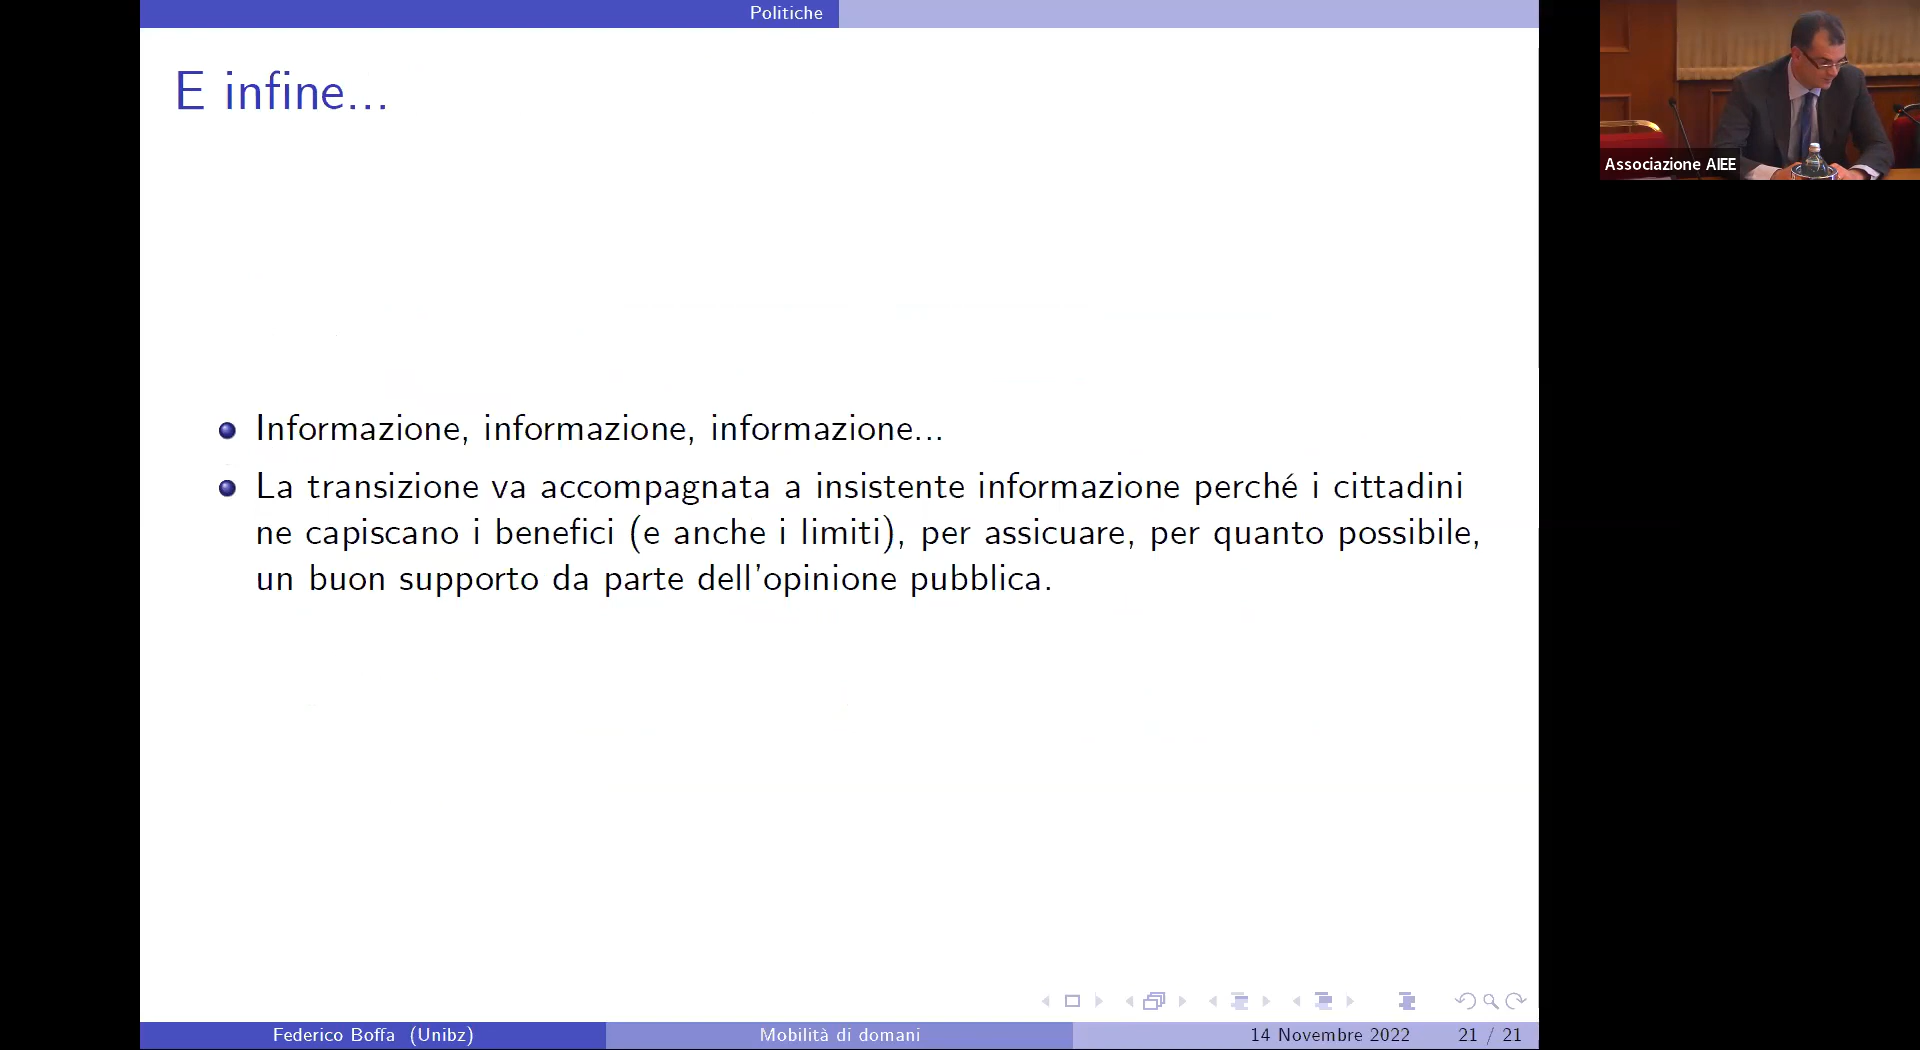 Politiche
E infine...
Informazione, informazione, informazione...
La transizione va accompagnata a insistente informazione perché i cittadini
ne capiscano i benefici (e anche i limiti), per assicuare, per quanto possibile,
un buon supporto da parte dell'opinione pubblica.
Federico Boffa (Unibz)
Mobilità di domani
14 Novembre 2022
21 / 21
Associazione AIEE